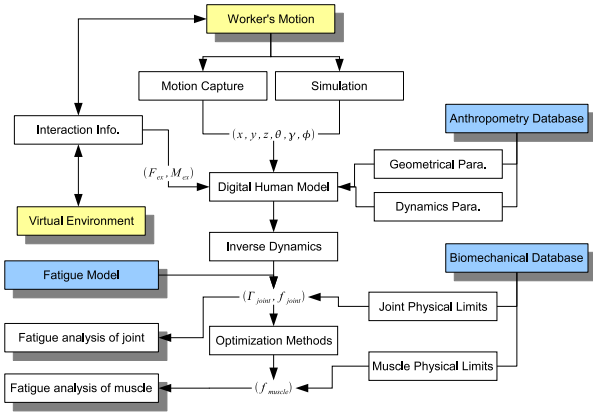 Worker's Motion
Motion Capture
Simulation
Interaction Info.
(x, y, z, θ, γ, ϕ)
Anthropometry Database
Geometrical Para.
(F_ex, M_ex)
Digital Human Model
Dynamics Para.
Virtual Environment
Inverse Dynamics
Biomechanical Database
Fatigue Model
(Γ_joint, f_joint)
Joint Physical Limits
Fatigue analysis of joint
Optimization Methods
Muscle Physical Limits
Fatigue analysis of muscle
(f_muscle)